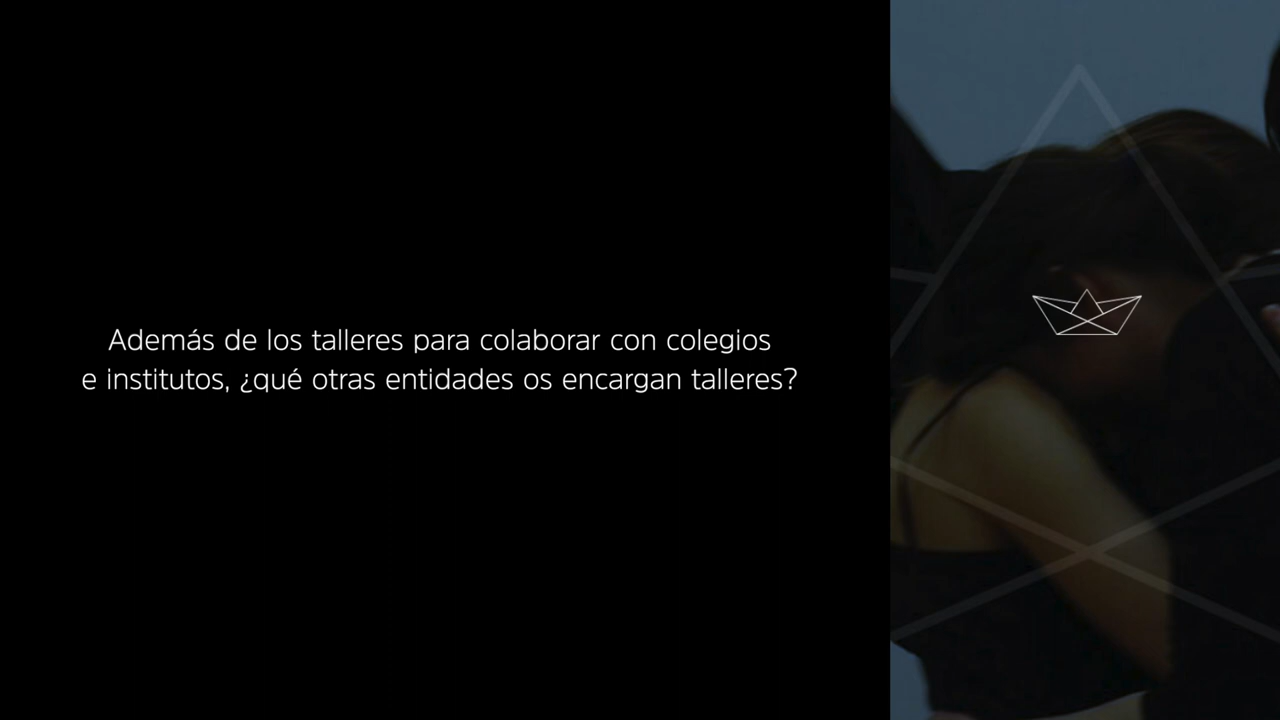 Además de los talleres para colaborar con colegios
e institutos, ¿qué otras entidades os encargan talleres?